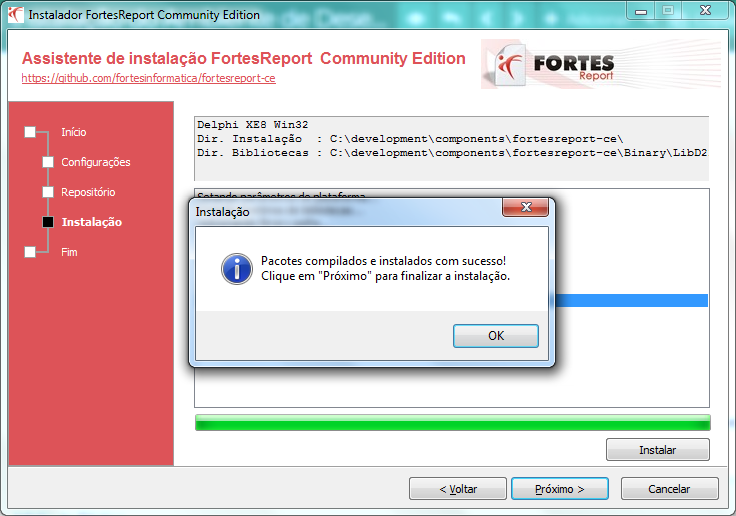 Instalador FortesReport Community Edition
Assistente de instalação FortesReport Community Edition
https://github.com/fortesinformatica/fortesreport-ce
FORTES
Report
Início
Configurações
Repositório
Instalação
Fim
Delphi XE8 Win32
Dir. Instalação : C:\development\components\fortesreport-ce\
Dir. Bibliotecas : C:\development\components\fortesreport-ce\Binary\LibD2
Setando parâmetros de plataforma...
Instalação
Pacotes compilados e instalados com sucesso!
Clique em "Próximo" para finalizar a instalação.
OK
Instalar
< Voltar
Próximo >
Cancelar